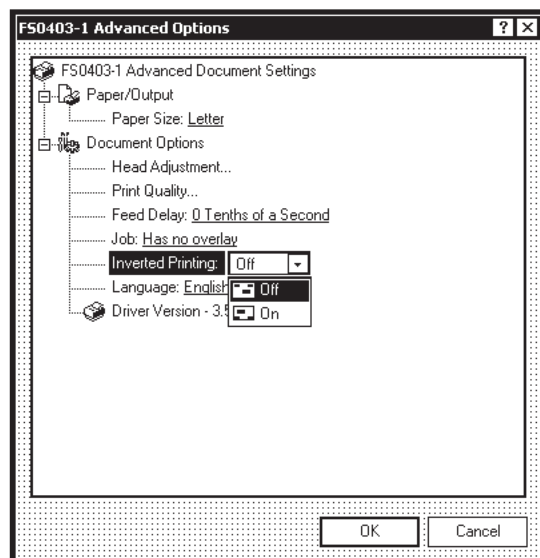 FS0403-1 Advanced Options
FS0403-1 Advanced Document Settings
Paper/Output
Paper Size: Letter
Document Options
Head Adjustment...
Print Quality...
Feed Delay: 0 Tenths of a Second
Job: Has no overlay
Inverted Printing: Off
Language: English
Off
Driver Version - 3.
On
OK Cancel